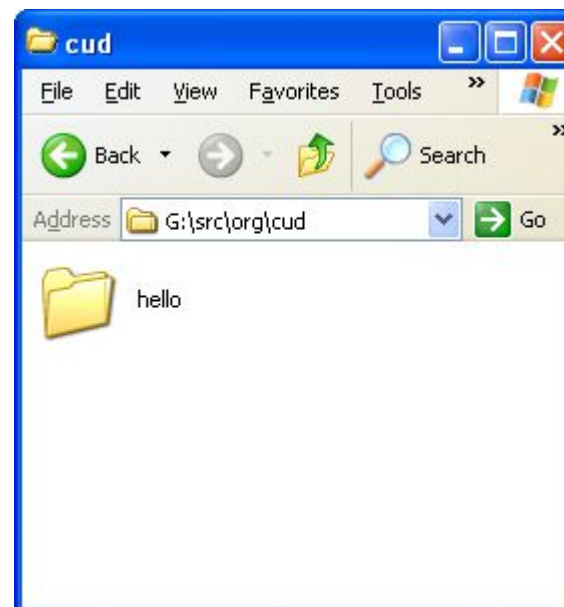 cud
File Edit View Favorites Tools »
Back Search »
Address G:\src\org\cud Go
hello